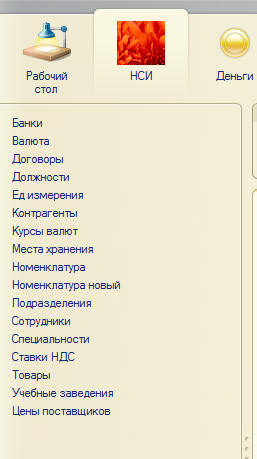 Рабочий
стол
НСИ
Деньги
Банки
Валюта
Договоры
Должности
Ед измерения
Контрагенты
Курсы валют
Места хранения
Номенклатура
Номенклатура новый
Подразделения
Сотрудники
Специальности
Ставки НДС
Товары
Учебные заведения
Цены поставщиков